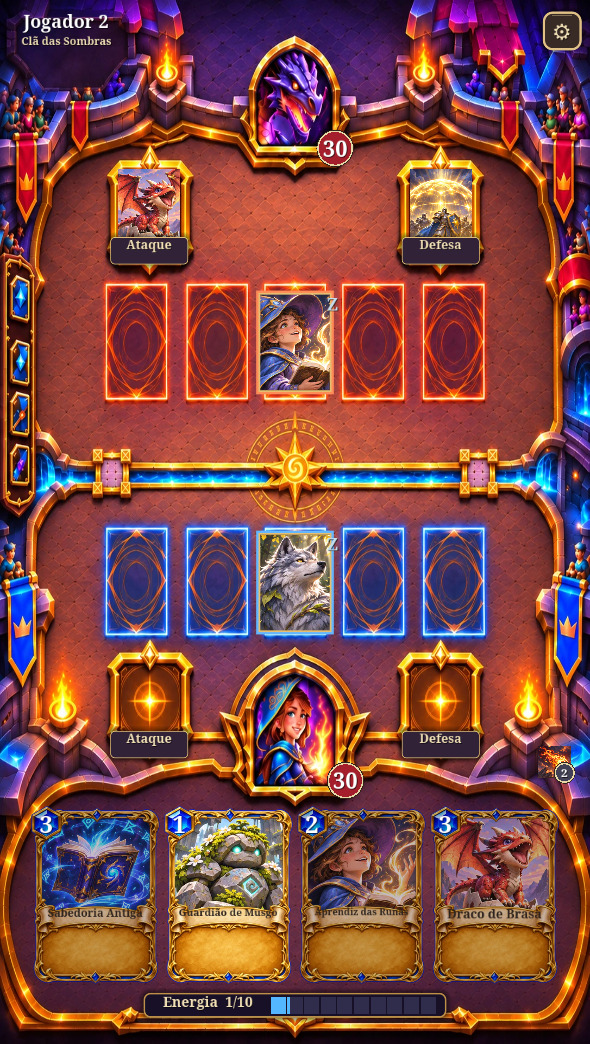 Jogador 2
Clã das Sombras
30
Ataque
Defesa
Z
Z
Ataque
Defesa
30
2
3
1
2
3
Sabedoria Antiga
Guardião de Musgo
Aprendiz das Runas
Draco de Brasa
Energia 1/10